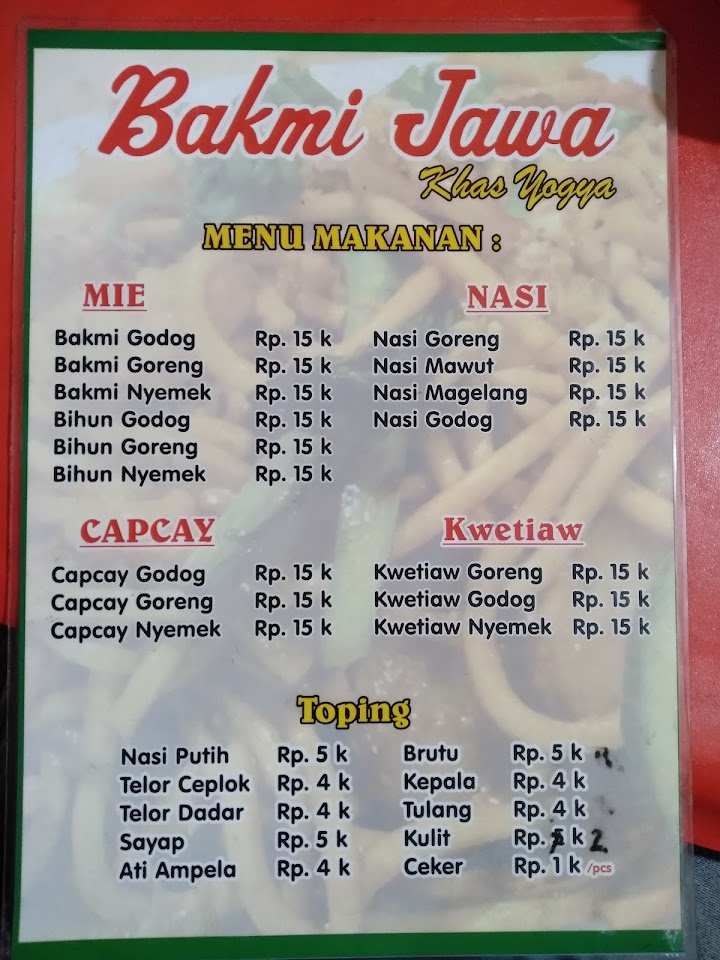 Bakmi Jawa
Khas Yogya
MENU MAKANAN :
MIE
Bakmi Godog Rp. 15 k
Bakmi Goreng Rp. 15 k
Bakmi Nyemek Rp. 15 k
Bihun Godog Rp. 15 k
Bihun Goreng Rp. 15 k
Bihun Nyemek Rp. 15 k
NASI
Nasi Goreng Rp. 15 k
Nasi Mawut Rp. 15 k
Nasi Magelang Rp. 15 k
Nasi Godog Rp. 15 k
CAPCAY
Capcay Godog Rp. 15 k
Capcay Goreng Rp. 15 k
Capcay Nyemek Rp. 15 k
Kwetiaw
Kwetiaw Goreng Rp. 15 k
Kwetiaw Godog Rp. 15 k
Kwetiaw Nyemek Rp. 15 k
Toping
Nasi Putih Rp. 5 k
Telor Ceplok Rp. 4 k
Telor Dadar Rp. 4 k
Sayap Rp. 5 k
Ati Ampela Rp. 4 k
Brutu Rp. 5 k
Kepala Rp. 4 k
Tulang Rp. 4 k
Kulit Rp. k 2
Ceker Rp. 1 k /pcs